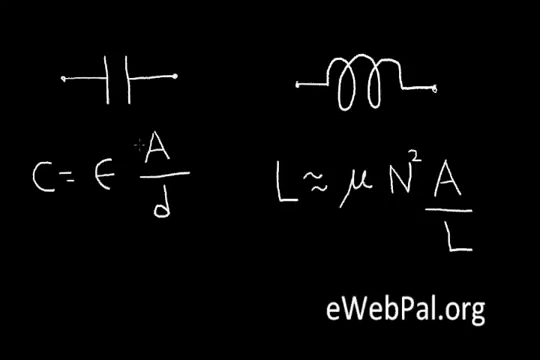 C = ϵ A/d
L ≈ μ N² A/L
eWebPal.org